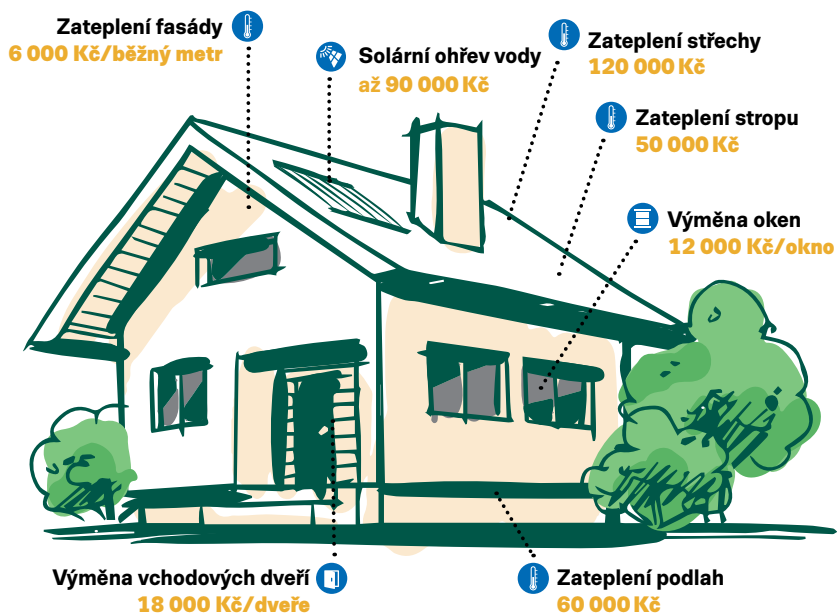 Zateplení fasády
6 000 Kč/běžný metr
Solární ohřev vody
až 90 000 Kč
Zateplení střechy
120 000 Kč
Zateplení stropu
50 000 Kč
Výměna oken
12 000 Kč/okno
Výměna vchodových dveří
18 000 Kč/dveře
Zateplení podlah
60 000 Kč